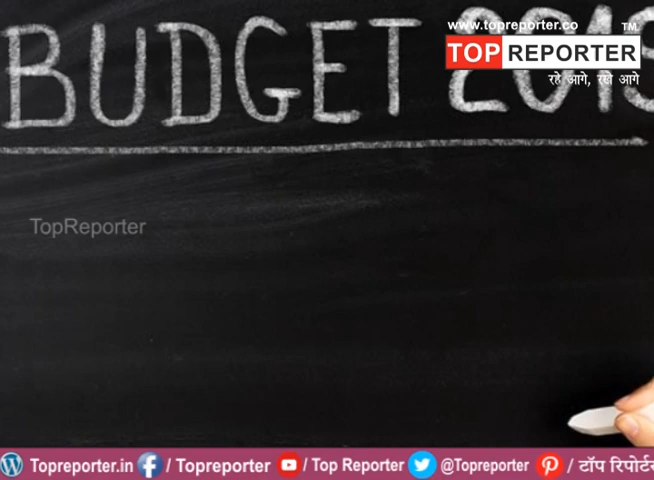 www.topreporter.co TM.
BUDGET 2019
TOP REPORTER
रहे आगे, रखे आगे
TopReporter
Topreporter.in / Topreporter / Top Reporter @Topreporter / टॉप रिपोर्टर